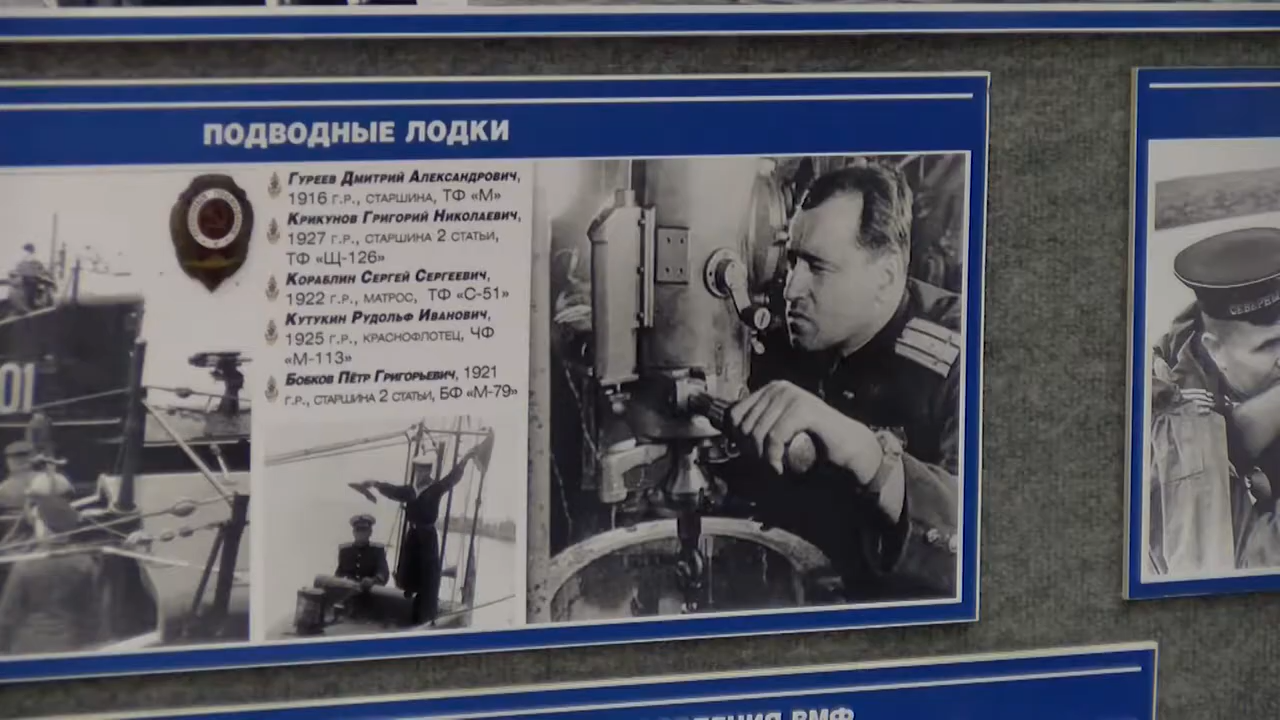 ПОДВОДНЫЕ ЛОДКИ
ГУРЕЕВ ДМИТРИЙ АЛЕКСАНДРОВИЧ,
1916 Г.Р., СТАРШИНА, ТФ «М»
КРИКУНОВ ГРИГОРИЙ НИКОЛАЕВИЧ,
1927 Г.Р., СТАРШИНА 2 СТАТЬИ,
ТФ «Щ-126»
КОРАБЛИН СЕРГЕЙ СЕРГЕЕВИЧ,
1922 Г.Р., МАТРОС, ТФ «С-51»
КУТУКИН РУДОЛЬФ ИВАНОВИЧ,
1925 Г.Р., КРАСНОФЛОТЕЦ, ЧФ
«М-113»
БОБКОВ ПЁТР ГРИГОРЬЕВИЧ, 1921
Г.Р., СТАРШИНА 2 СТАТЬИ, БФ «М-79»
01
ВМФ